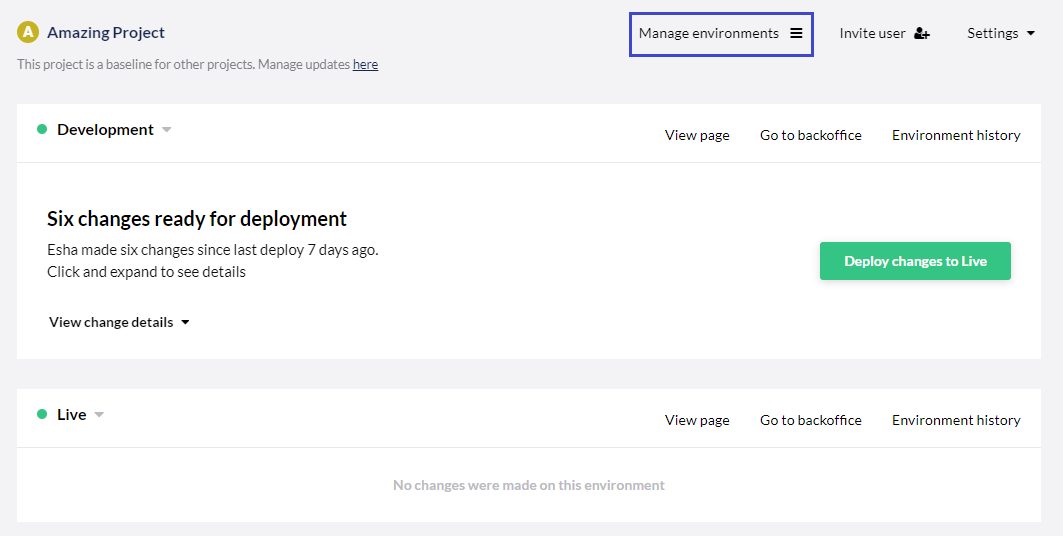 A Amazing Project
Manage environments
Invite user
Settings
This project is a baseline for other projects. Manage updates here
Development
View page
Go to backoffice
Environment history
Six changes ready for deployment
Esha made six changes since last deploy 7 days ago.
Click and expand to see details
Deploy changes to Live
View change details
Live
View page
Go to backoffice
Environment history
No changes were made on this environment